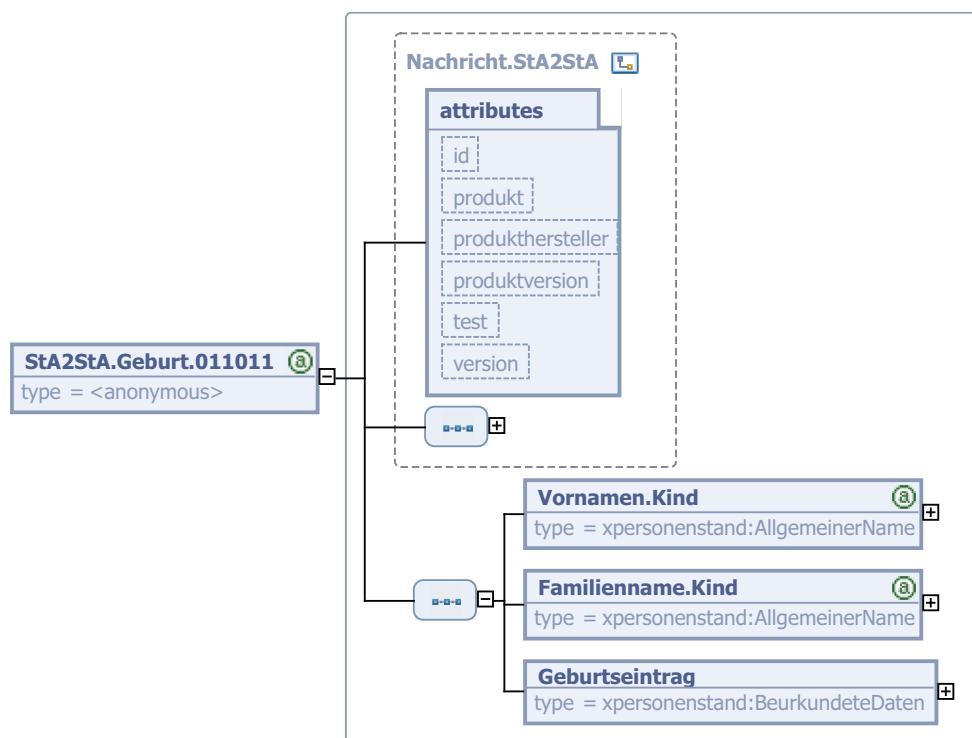 Nachricht.StA2StA
attributes
id
produkt
produkthersteller
produktversion
test
version
StA2StA.Geburt.011011 @
type = <anonymous>
Vornamen.Kind @
type = xpersonenstand:AllgemeinerName
Familienname.Kind @
type = xpersonenstand:AllgemeinerName
Geburtseintrag
type = xpersonenstand:BeurkundeteDaten